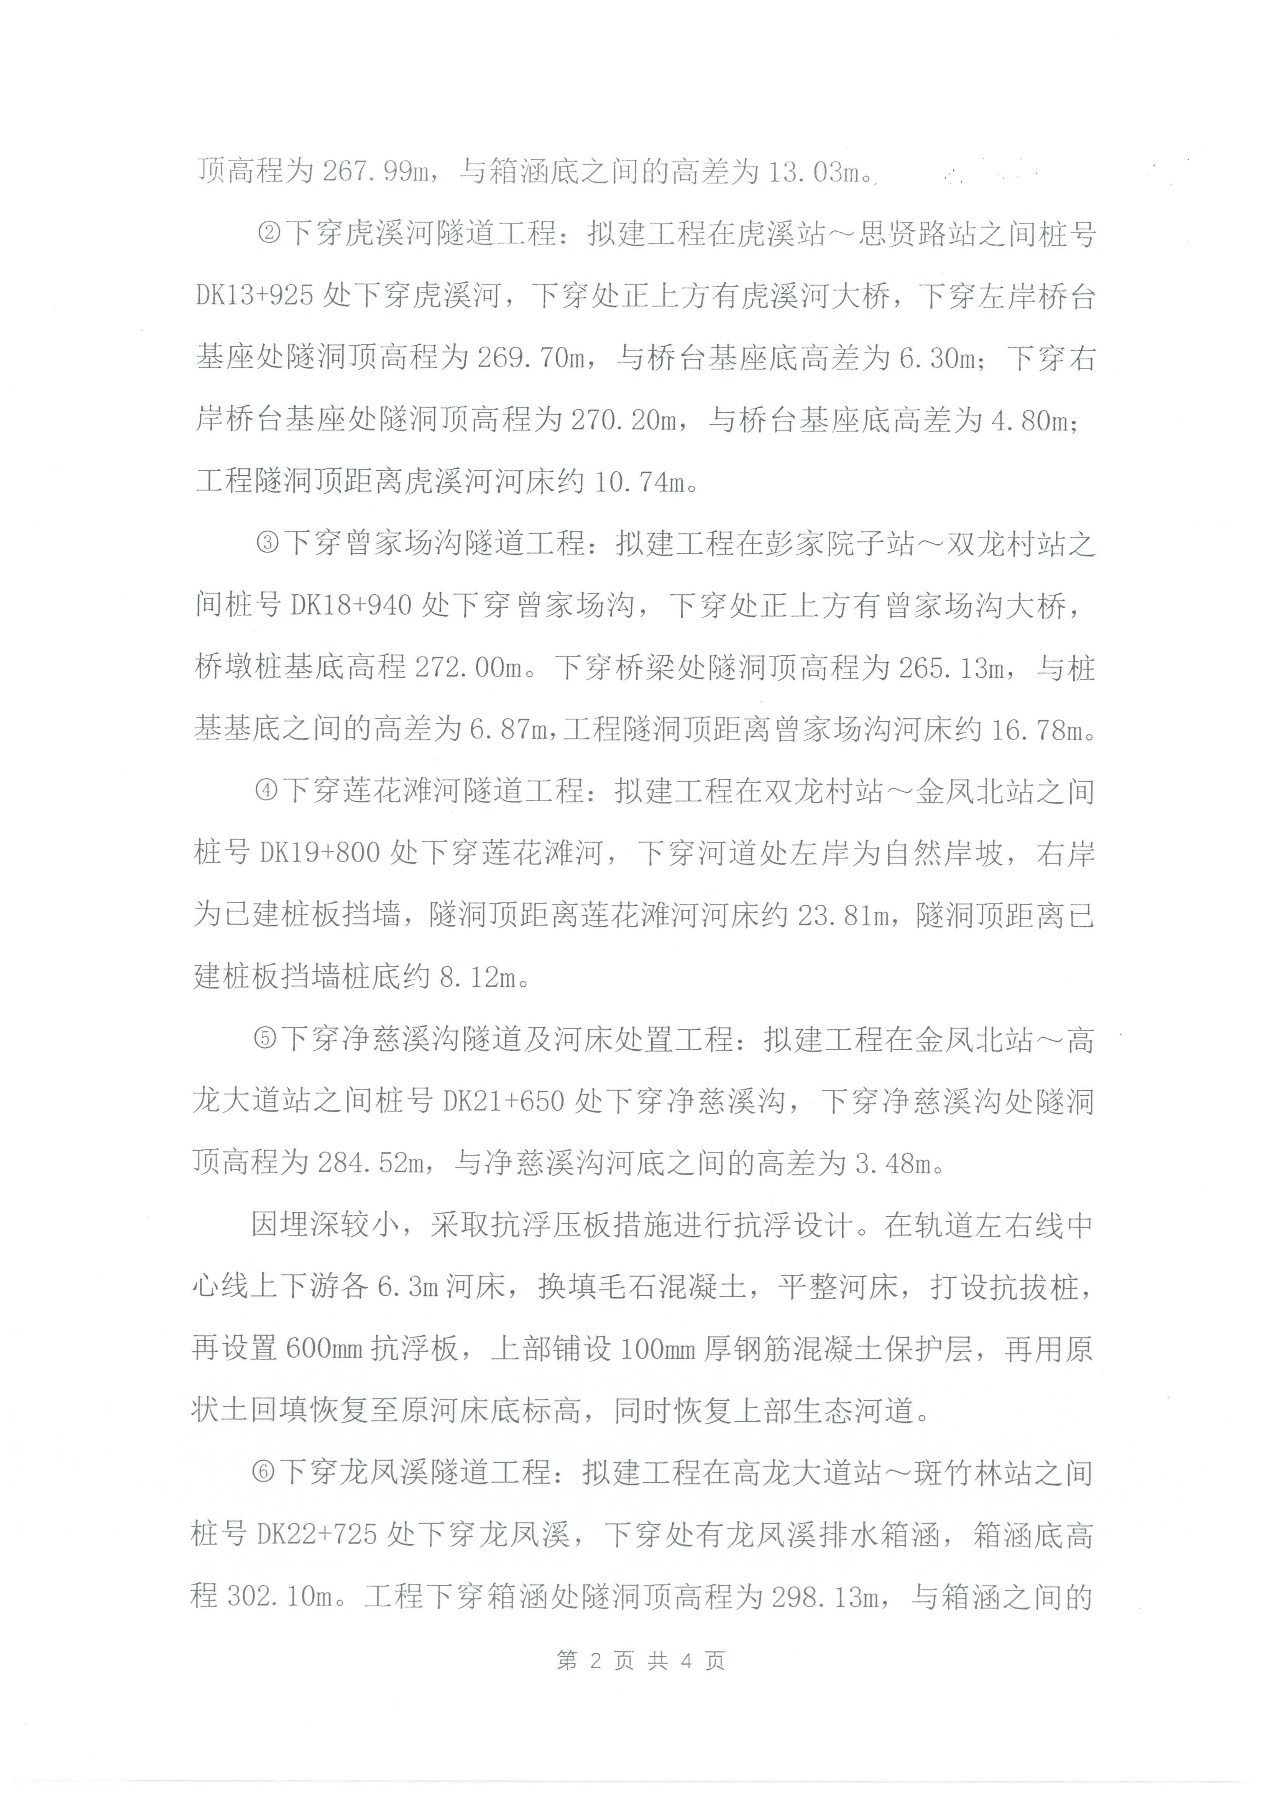 顶高程为 267.99m，与箱涵底之间的高差为 13.03m。
②下穿虎溪河隧道工程：拟建工程在虎溪站～思贤路站之间桩号
DK13+925 处下穿虎溪河，下穿处正上方有虎溪河大桥，下穿左岸桥台
基座处隧洞顶高程为 269.70m，与桥台基座底高差为 6.30m；下穿右
岸桥台基座处隧洞顶高程为 270.20m，与桥台基座底高差为 4.80m；
工程隧洞顶距离虎溪河河床约 10.74m。
③下穿曾家场沟隧道工程：拟建工程在彭家院子站～双龙村站之
间桩号 DK18+940 处下穿曾家场沟，下穿处正上方有曾家场沟大桥，
桥墩桩基底高程 272.00m。下穿桥梁处隧洞顶高程为 265.13m，与桩
基基底之间的高差为 6.87m,工程隧洞顶距离曾家场沟河床约 16.78m。
④下穿莲花滩河隧道工程：拟建工程在双龙村站～金凤北站之间
桩号 DK19+800 处下穿莲花滩河，下穿河道处左岸为自然岸坡，右岸
为已建桩板挡墙，隧洞顶距离莲花滩河河床约 23.81m，隧洞顶距离已
建桩板挡墙桩底约 8.12m。
⑤下穿净慈溪沟隧道及河床处置工程：拟建工程在金凤北站～高
龙大道站之间桩号 DK21+650 处下穿净慈溪沟，下穿净慈溪沟处隧洞
顶高程为 284.52m，与净慈溪沟河底之间的高差为 3.48m。
因埋深较小，采取抗浮压板措施进行抗浮设计。在轨道左右线中
心线上下游各 6.3m 河床，换填毛石混凝土，平整河床，打设抗拔桩，
再设置 600mm 抗浮板，上部铺设 100mm 厚钢筋混凝土保护层，再用原
状土回填恢复至原河床底标高，同时恢复上部生态河道。
⑥下穿龙凤溪隧道工程：拟建工程在高龙大道站～斑竹林站之间
桩号 DK22+725 处下穿龙凤溪，下穿处有龙凤溪排水箱涵，箱涵底高
程 302.10m。工程下穿箱涵处隧洞顶高程为 298.13m，与箱涵之间的
第 2 页 共 4 页